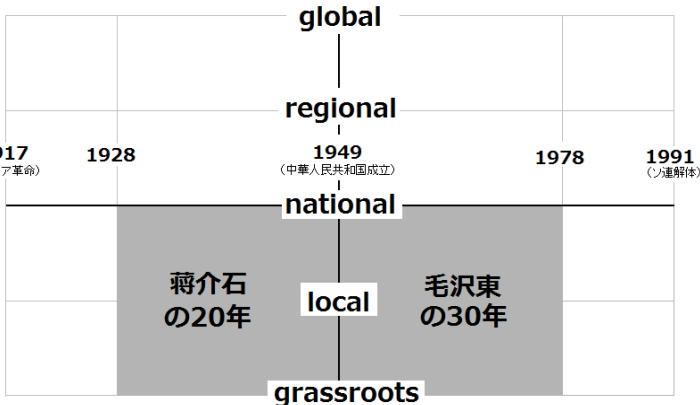 global
regional
917
1928
1949
1978
1991
ア革命）
（中華人民共和国成立）
（ソ連解体）
national
蒋介石
の20年
local
毛沢東
の30年
grassroots